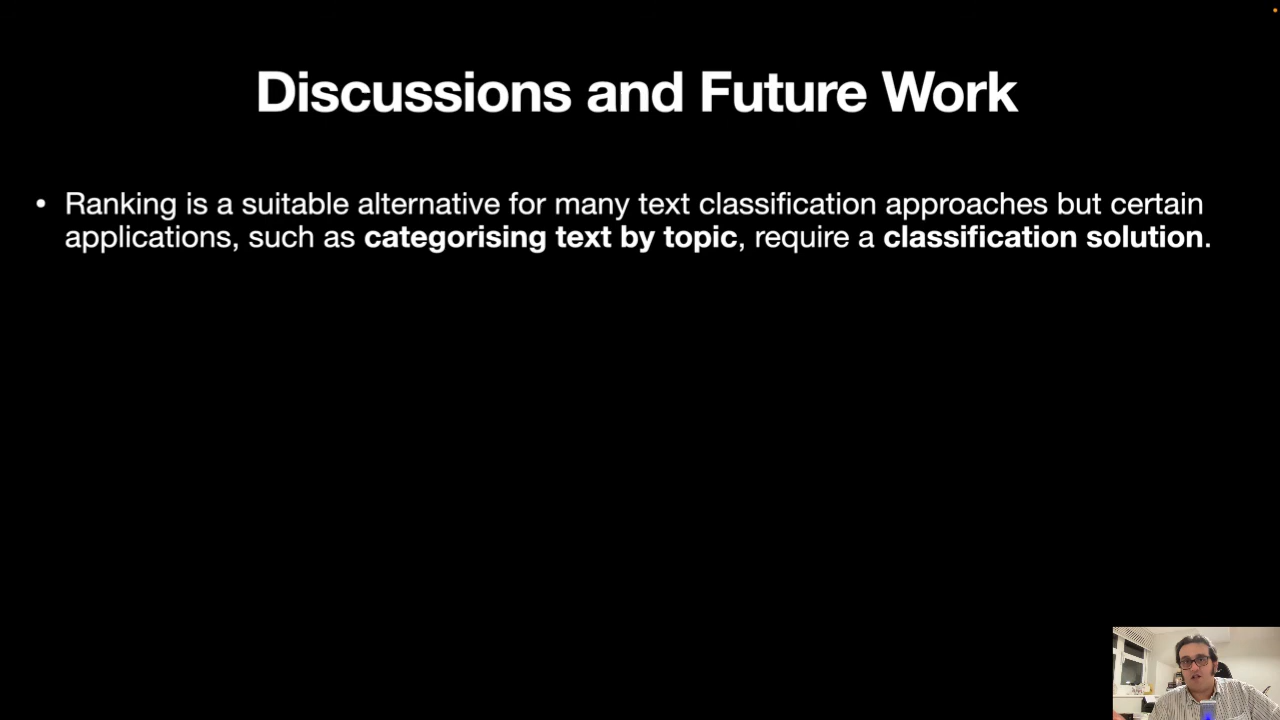 Discussions and Future Work
• Ranking is a suitable alternative for many text classification approaches but certain
applications, such as categorising text by topic, require a classification solution.